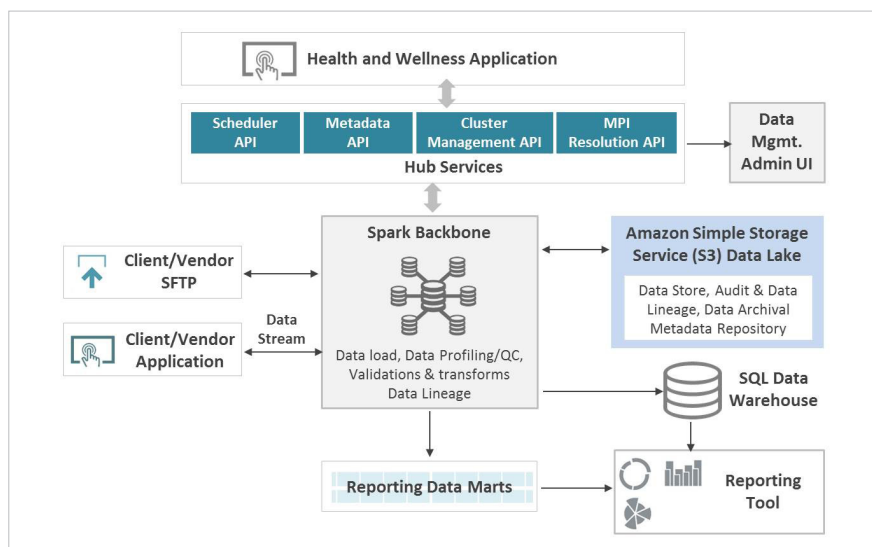 Health and Wellness Application
Scheduler
API
Metadata
API
Cluster
Management API
MPI
Resolution API
Hub Services
Data
Mgmt.
Admin UI
Spark Backbone
Data load, Data Profiling/QC,
Validations & transforms
Data Lineage
Client/Vendor
SFTP
Client/Vendor
Application
Data
Stream
Amazon Simple Storage
Service (S3) Data Lake
Data Store, Audit & Data
Lineage, Data Archival
Metadata Repository
SQL Data
Warehouse
Reporting Data Marts
Reporting
Tool